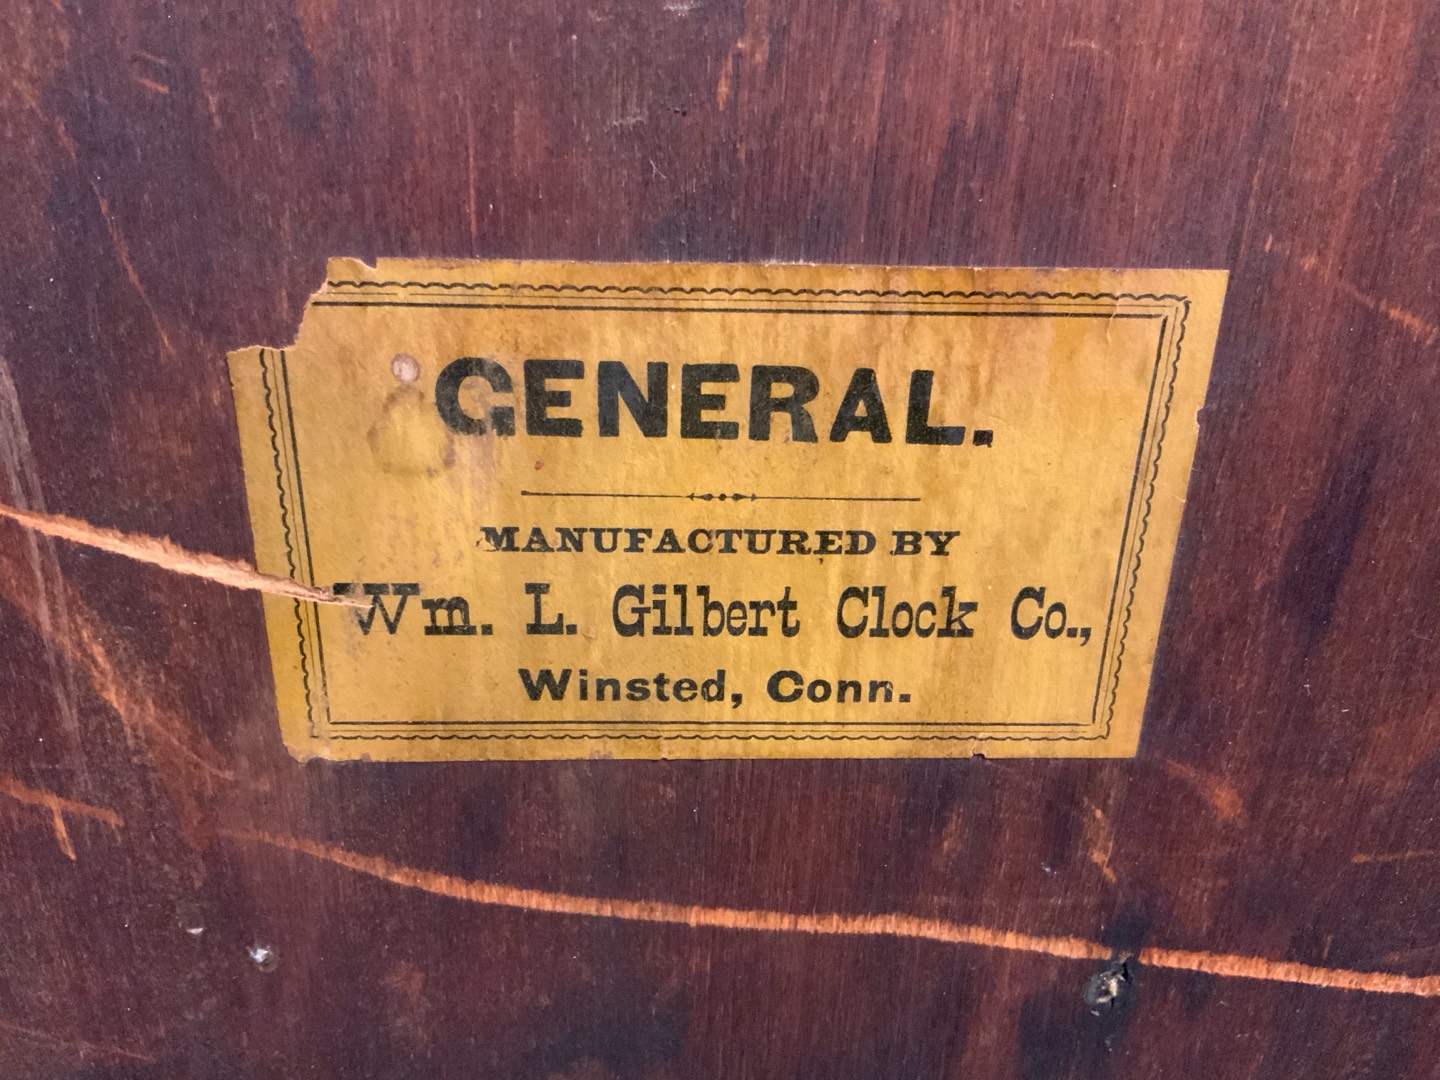 GENERAL.
MANUFACTURED BY
Wm. L. Gilbert Clock Co.,
Winsted, Conn.